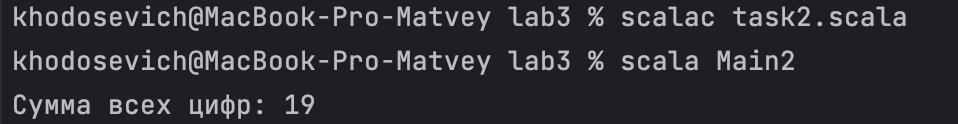 khodosevich@MacBook-Pro-Matvey lab3 % scalac task2.scala
khodosevich@MacBook-Pro-Matvey lab3 % scala Main2
Сумма всех цифр: 19